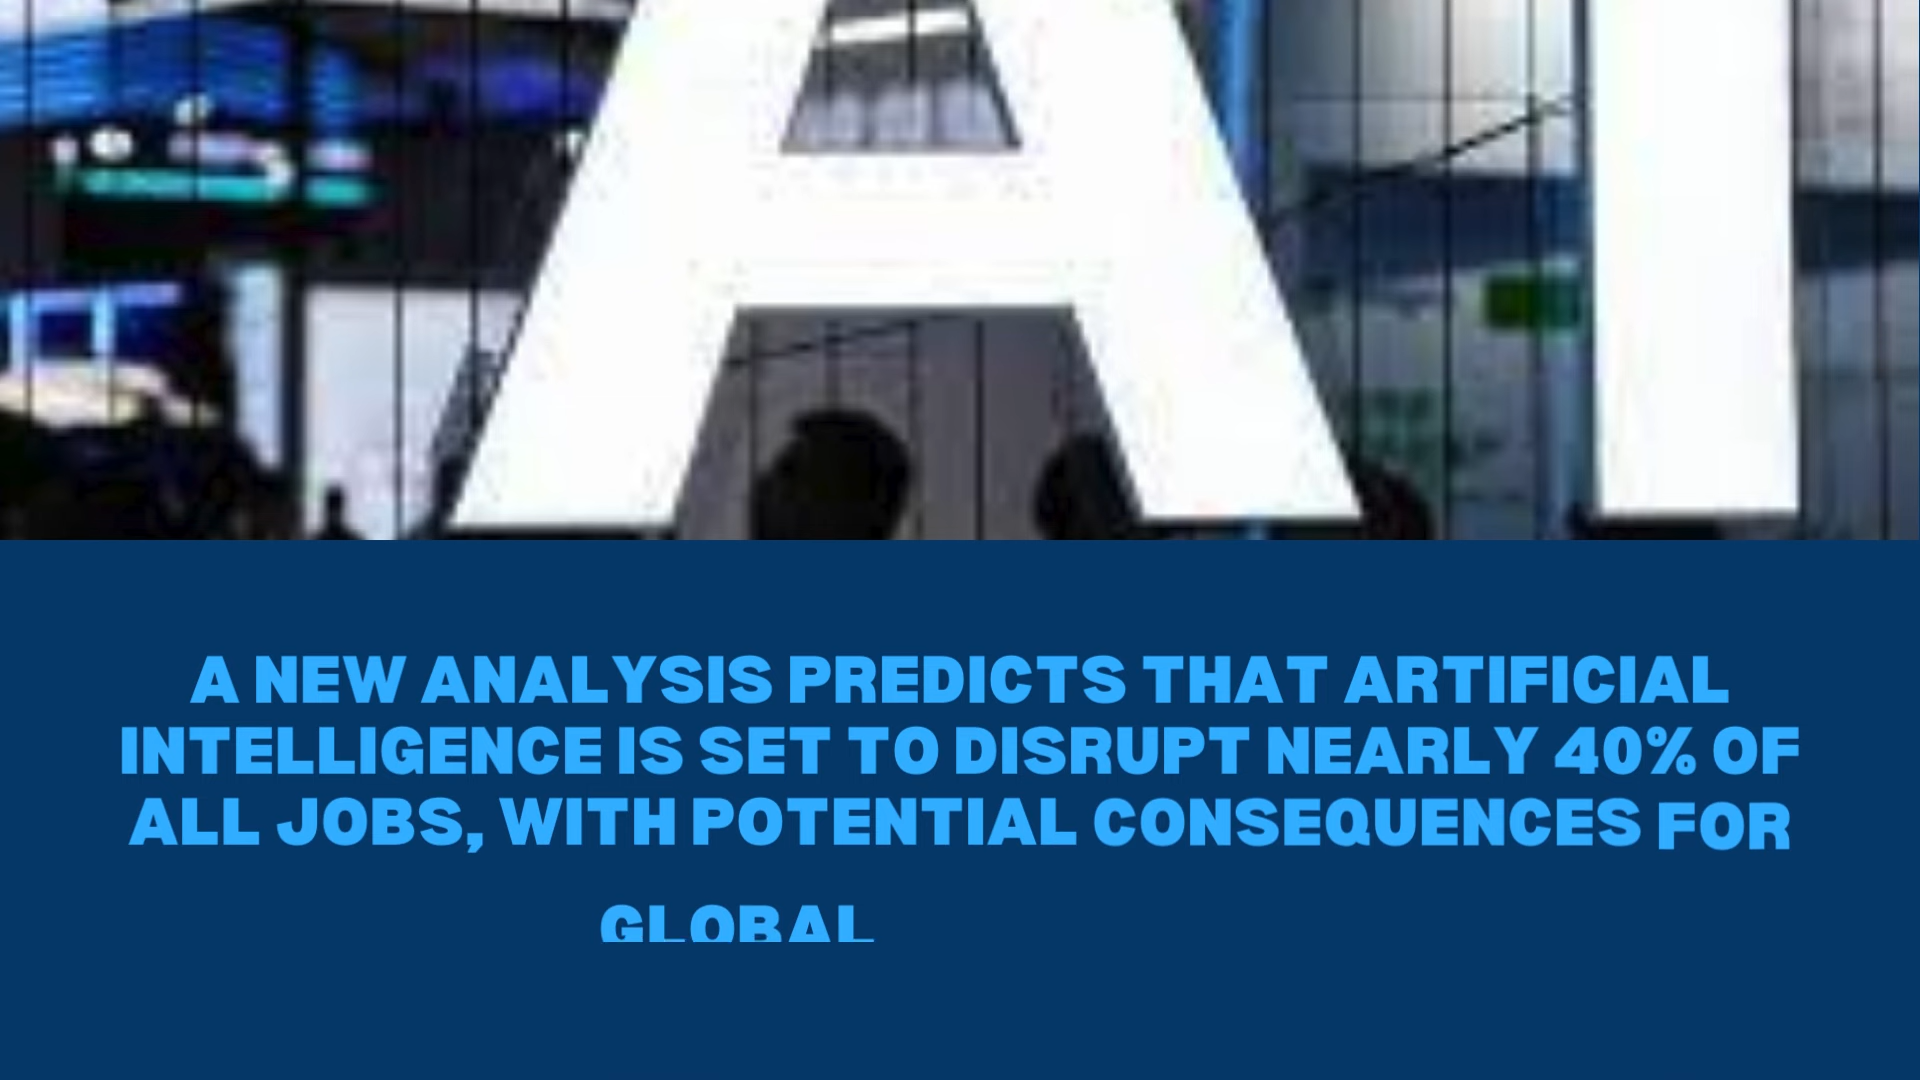 AI
A NEW ANALYSIS PREDICTS THAT ARTIFICIAL
INTELLIGENCE IS SET TO DISRUPT NEARLY 40% OF
ALL JOBS, WITH POTENTIAL CONSEQUENCES FOR
GLOBAL